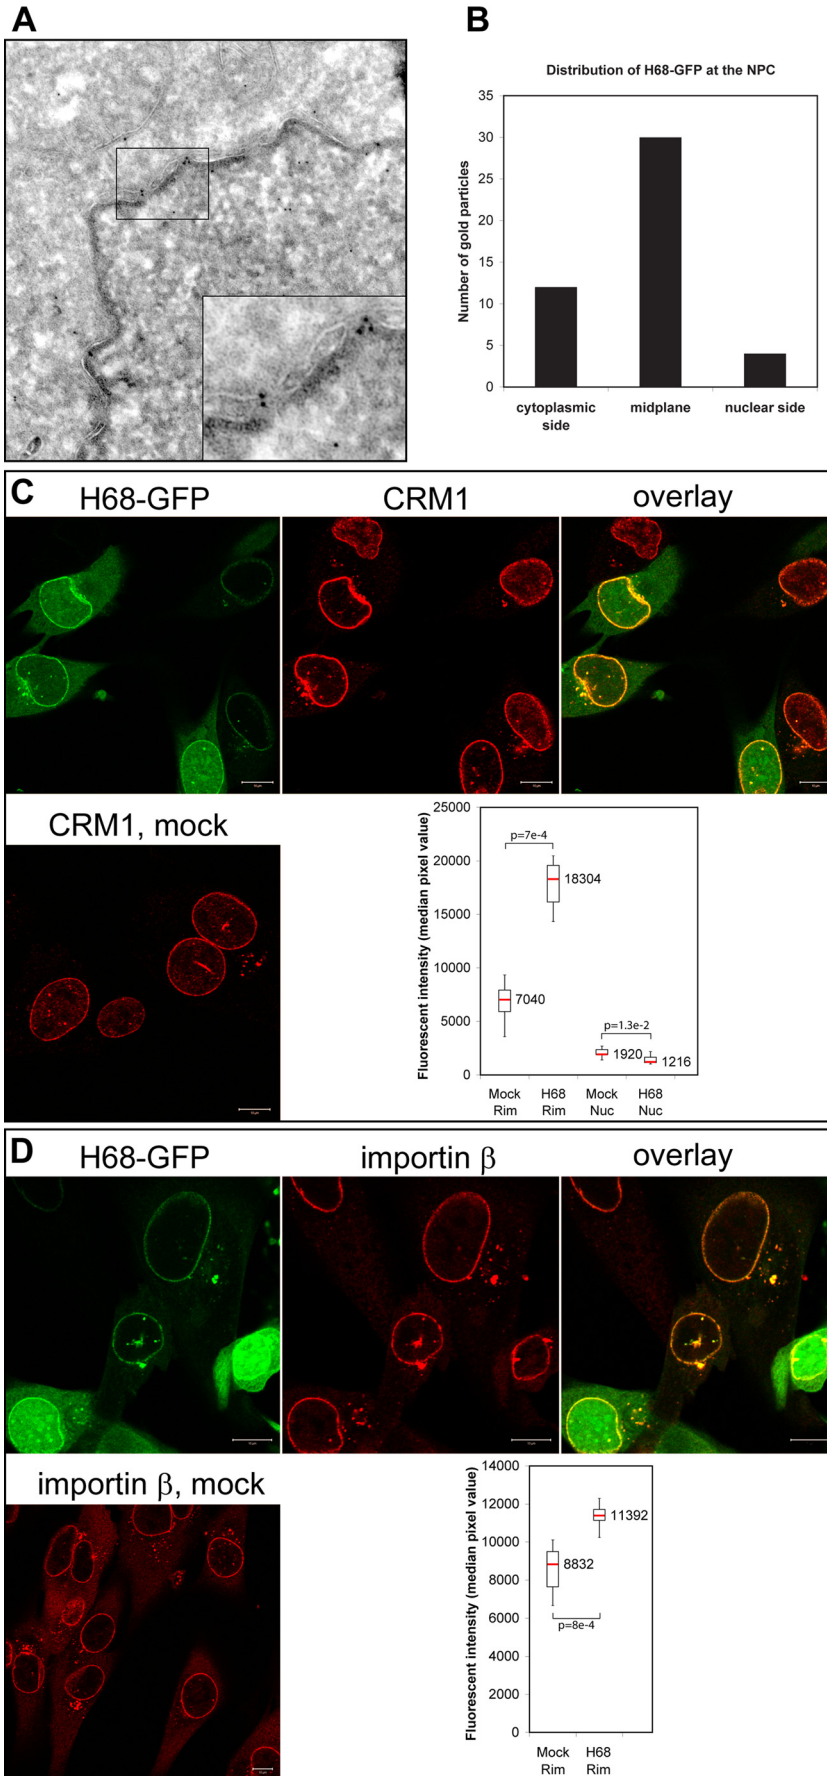 A
B
Distribution of H68-GFP at the NPC
Number of gold particles
35
30
25
20
15
10
5
0
cytoplasmic side
midplane
nuclear side
C
H68-GFP
CRM1
overlay
CRM1, mock
Fluorescent intensity (median pixel value)
25000
20000
15000
10000
5000
0
p=7e-4
18304
7040
p=1.3e-2
1920
1216
Mock Rim
H68 Rim
Mock Nuc
H68 Nuc
D
H68-GFP
importin β
overlay
importin β, mock
Fluorescent intensity (median pixel value)
14000
12000
10000
8000
6000
4000
2000
0
11392
8832
p=8e-4
Mock Rim
H68 Rim